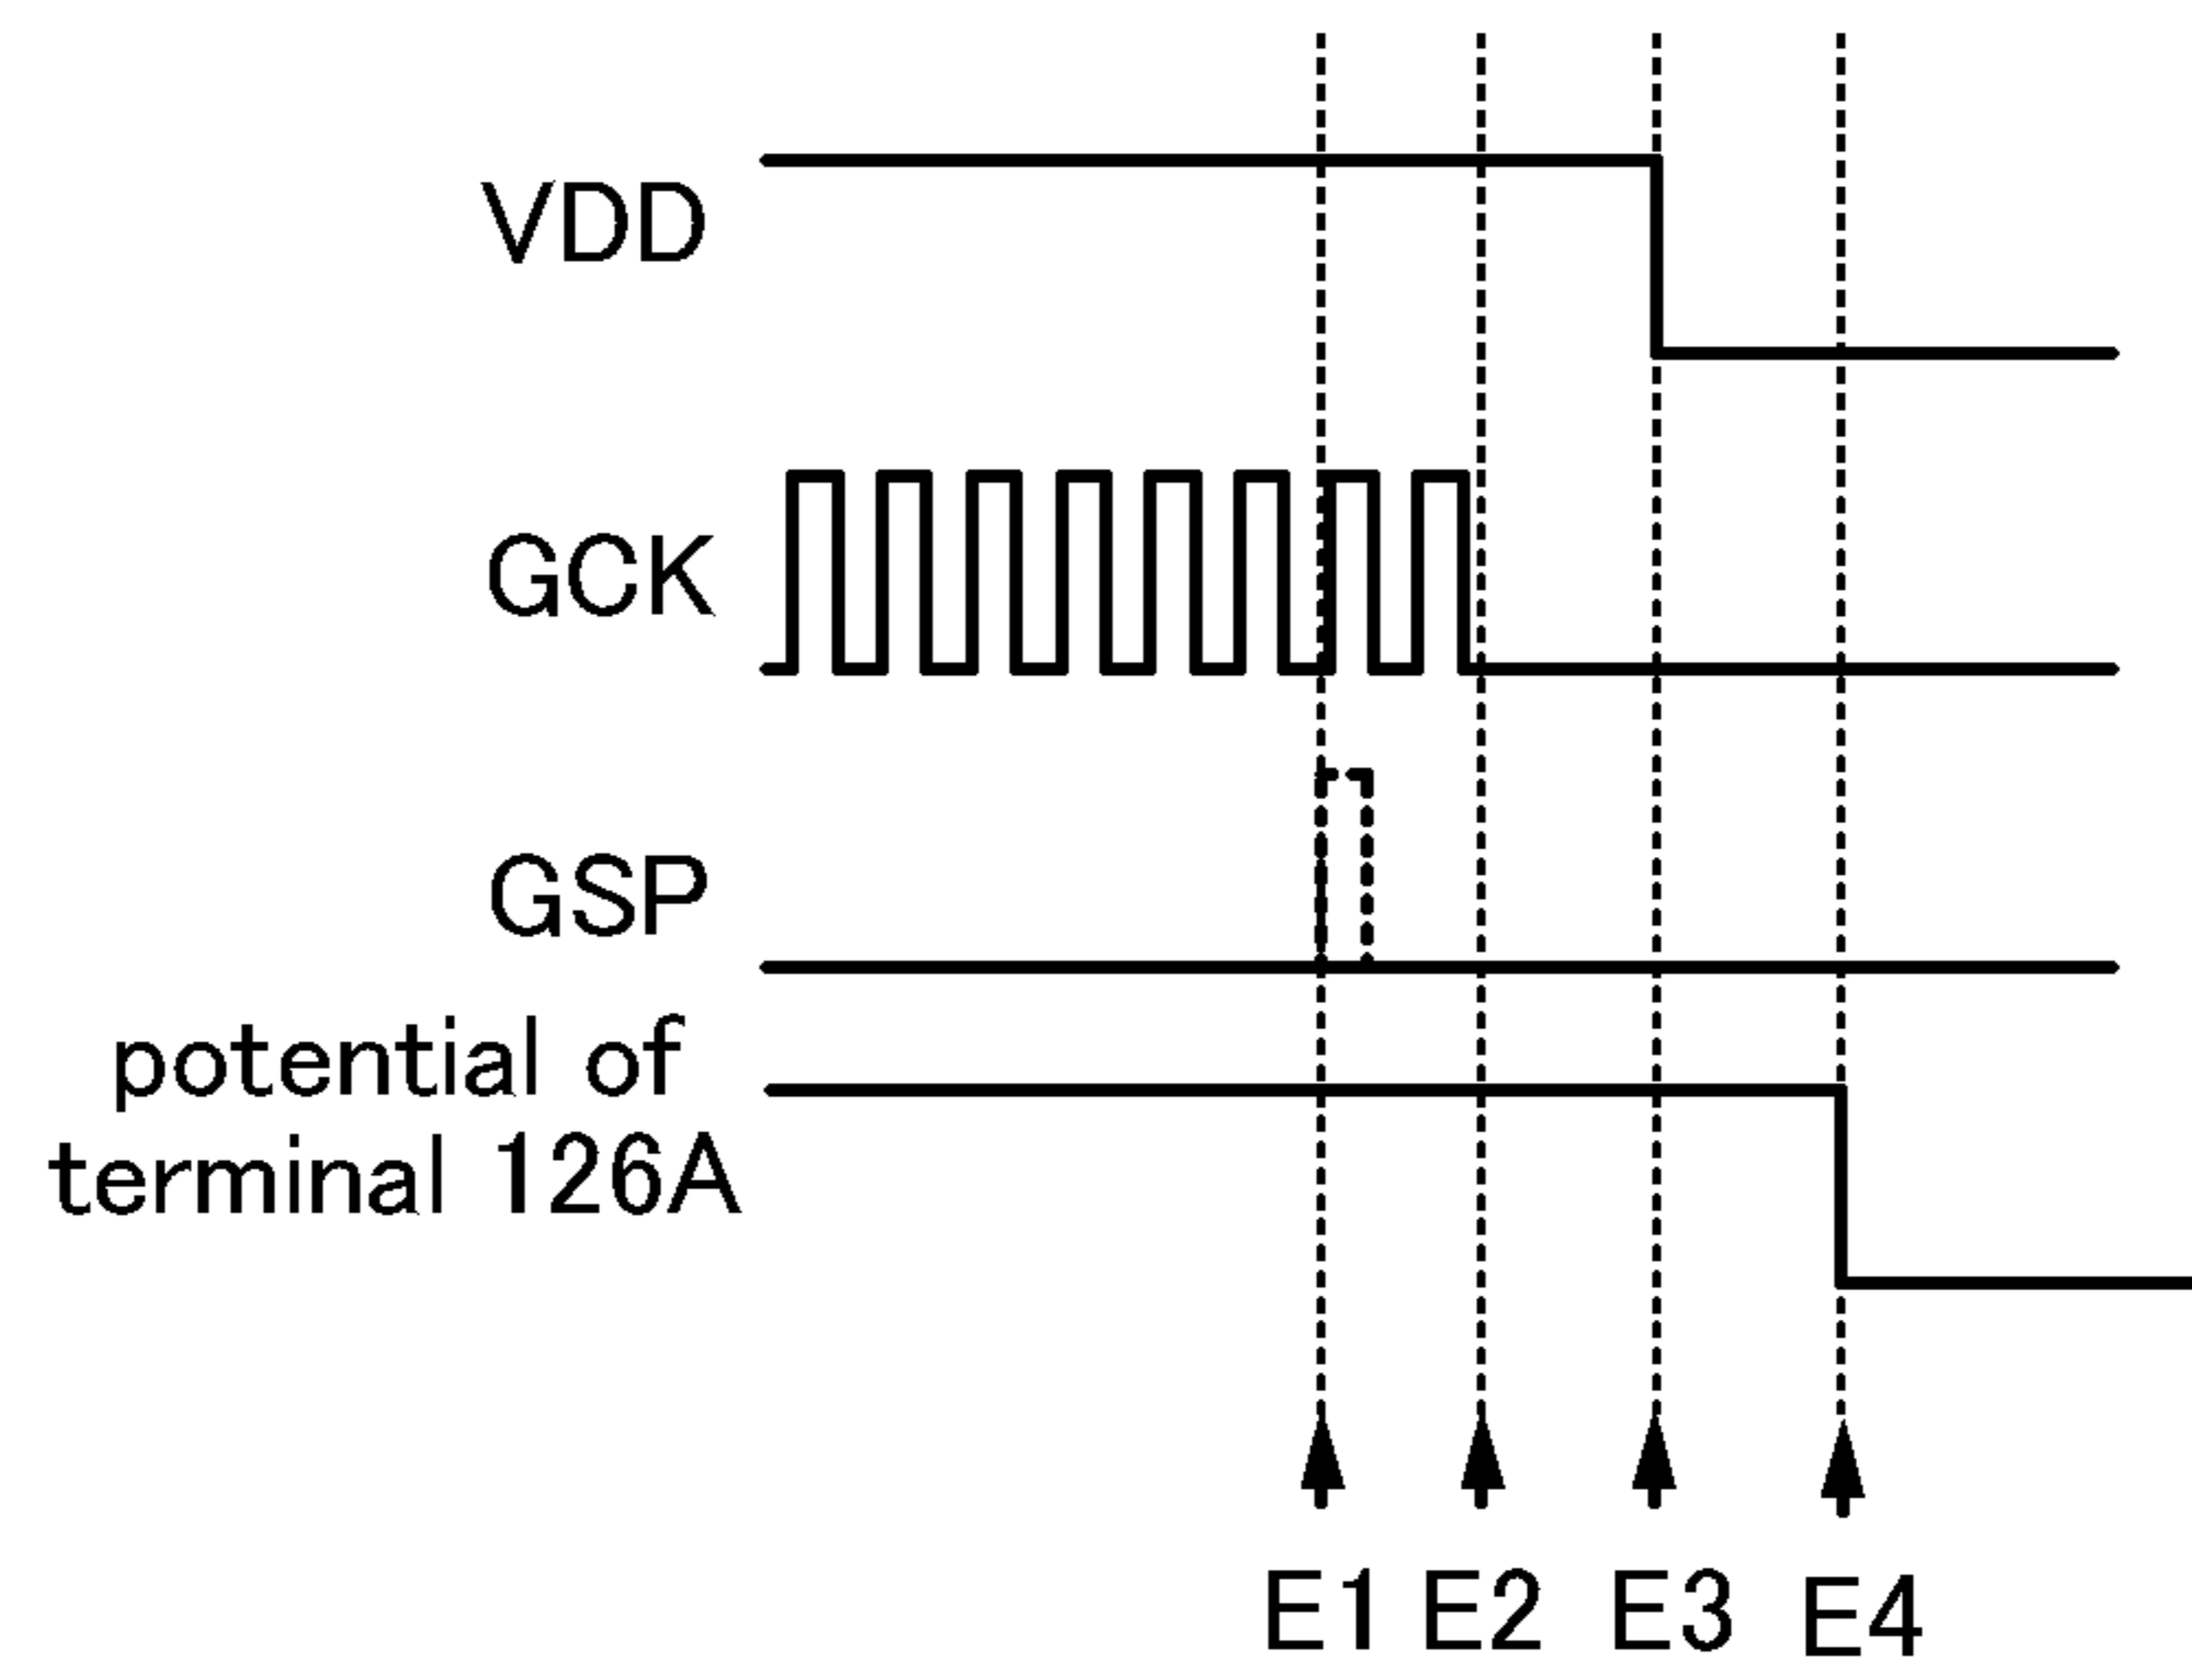 VDD
GCK
GSP
potential of
terminal 126A
E1 E2 E3 E4